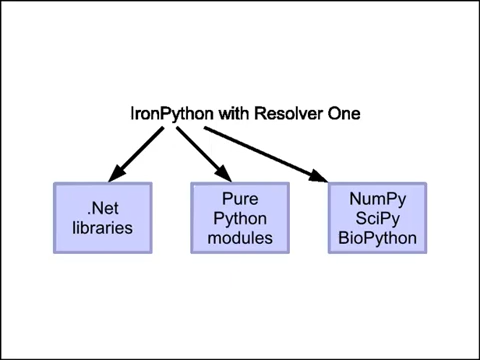 IronPython with Resolver One
.Net
libraries
Pure
Python
modules
NumPy
SciPy
BioPython